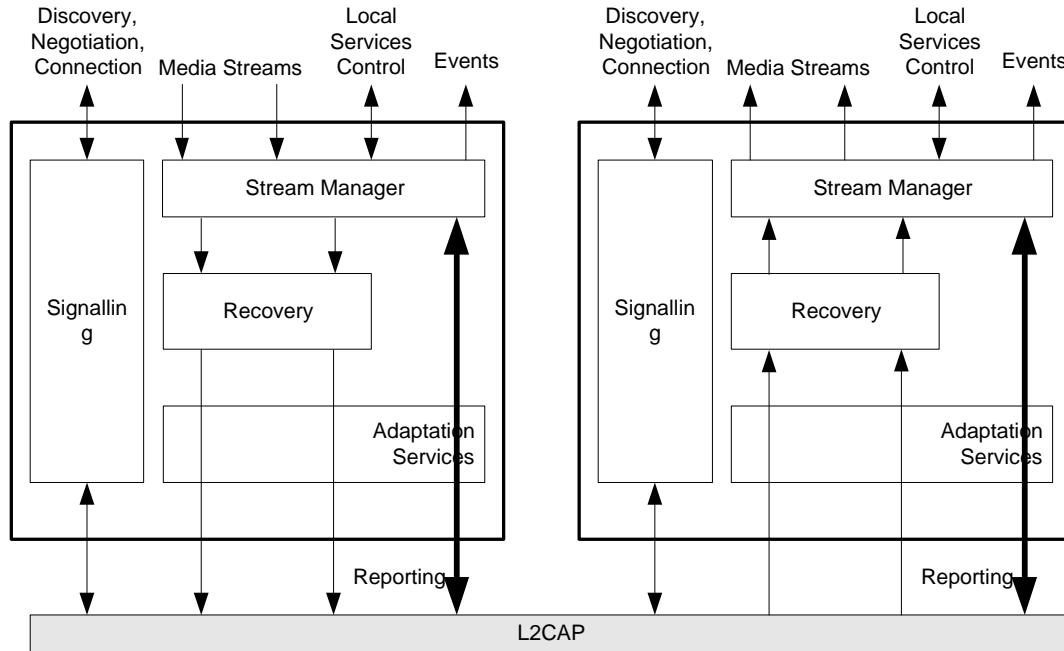 Discovery,
Negotiation,
Connection
Media Streams
Local
Services
Control
Events
Stream Manager
Signallin
g
Recovery
Adaptation
Services
Reporting
Discovery,
Negotiation,
Connection
Media Streams
Local
Services
Control
Events
Stream Manager
Signallin
g
Recovery
Adaptation
Services
Reporting
L2CAP